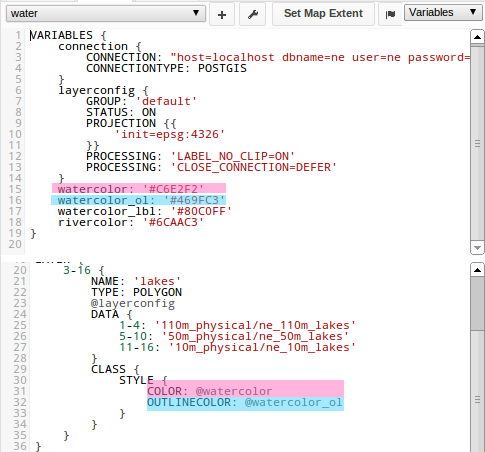 water
+
Set Map Extent
Variables
1 VARIABLES {
2 connection {
3 CONNECTION: "host=localhost dbname=ne user=ne password=
4 CONNECTIONTYPE: POSTGIS
5 }
6 layerconfig {
7 GROUP: 'default'
8 STATUS: ON
9 PROJECTION {{
10 'init=epsg:4326'
11 }}
12 PROCESSING: 'LABEL_NO_CLIP=ON'
13 PROCESSING: 'CLOSE_CONNECTION=DEFER'
14 }
15 watercolor: '#C6E2F2'
16 watercolor_ol: '#469FC3'
17 watercolor_lbl: '#80C0FF'
18 rivercolor: '#6CAAC3'
19 }
20
19 LAYER {
20 3-16 {
21 NAME: 'lakes'
22 TYPE: POLYGON
23 @layerconfig
24 DATA {
25 1-4: '110m_physical/ne_110m_lakes'
26 5-10: '50m_physical/ne_50m_lakes'
27 11-16: '10m_physical/ne_10m_lakes'
28 }
29 CLASS {
30 STYLE {
31 COLOR: @watercolor
32 OUTLINECOLOR: @watercolor_ol
33 }
34 }
35 }
36 }